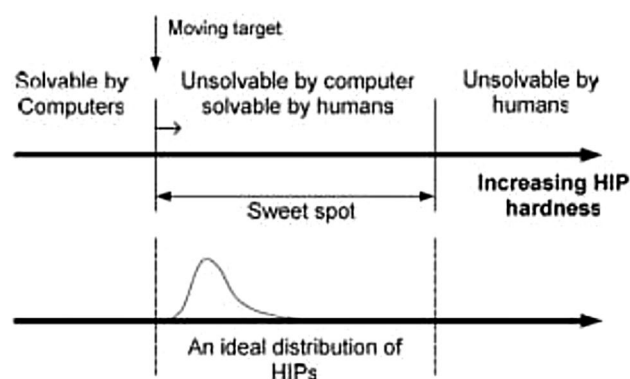 Moving target
Solvable by
Computers
Unsolvable by computer
solvable by humans
Unsolvable by
humans
Increasing HIP
hardness
Sweet spot
An ideal distribution of
HIPs